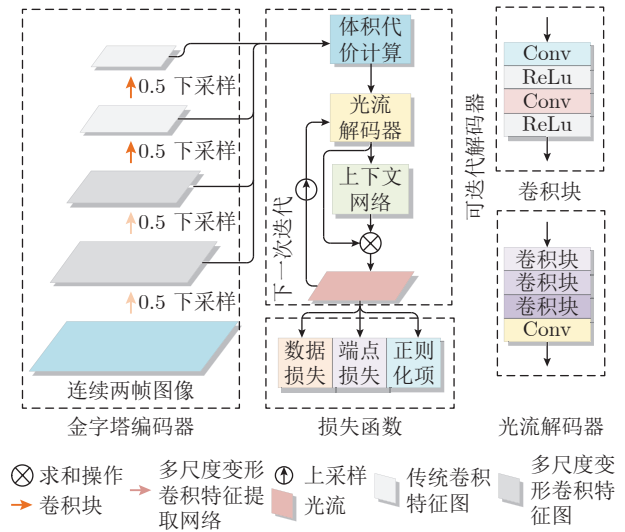 0.5 下采样
0.5 下采样
0.5 下采样
0.5 下采样
连续两帧图像
金字塔编码器
体积代
价计算
光流
解码器
上下文
网络
下一次迭代
可迭代解码器
数据
损失
端点
损失
正则
化项
损失函数
Conv
ReLu
Conv
ReLu
卷积块
卷积块
卷积块
卷积块
Conv
光流解码器
求和操作
卷积块
多尺度变形
卷积特征提
取网络
上采样
光流
传统卷积
特征图
多尺度变
形卷积特
征图